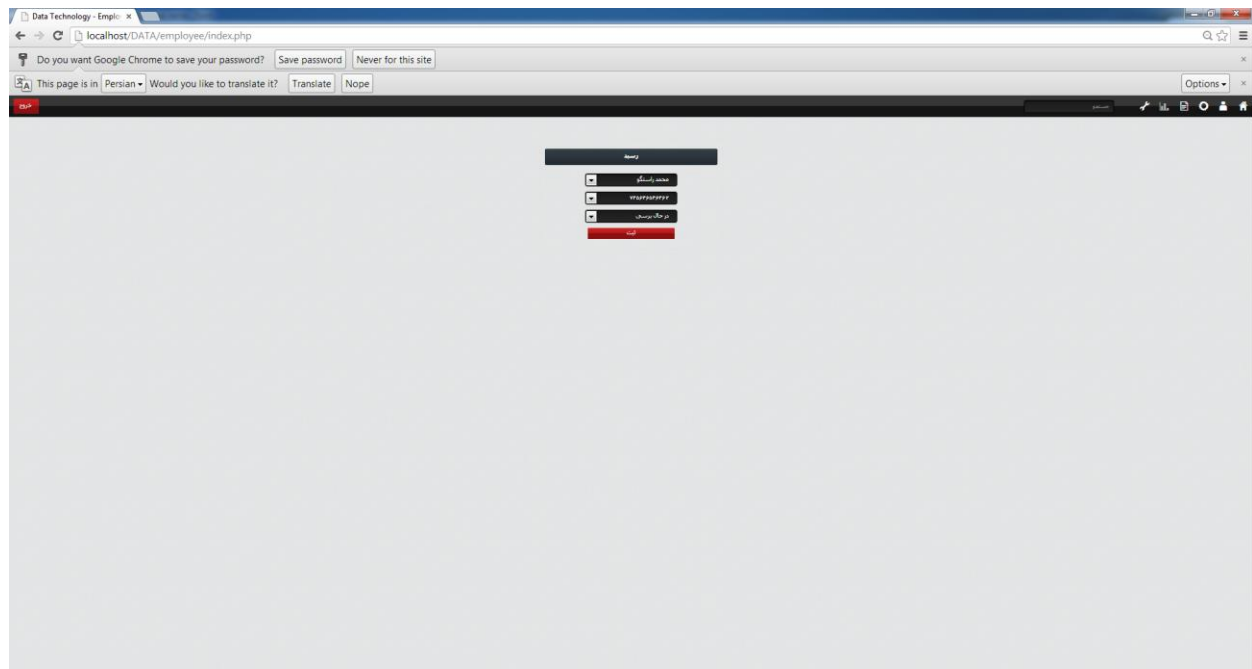 Data Technology - Emplo
localhost/DATA/employee/index.php
Do you want Google Chrome to save your password? Save password Never for this site
This page is in Persian Would you like to translate it? Translate Nope Options
خروج
جستجو
رسید
محمد راستگو
در حال بررسی
ثبت